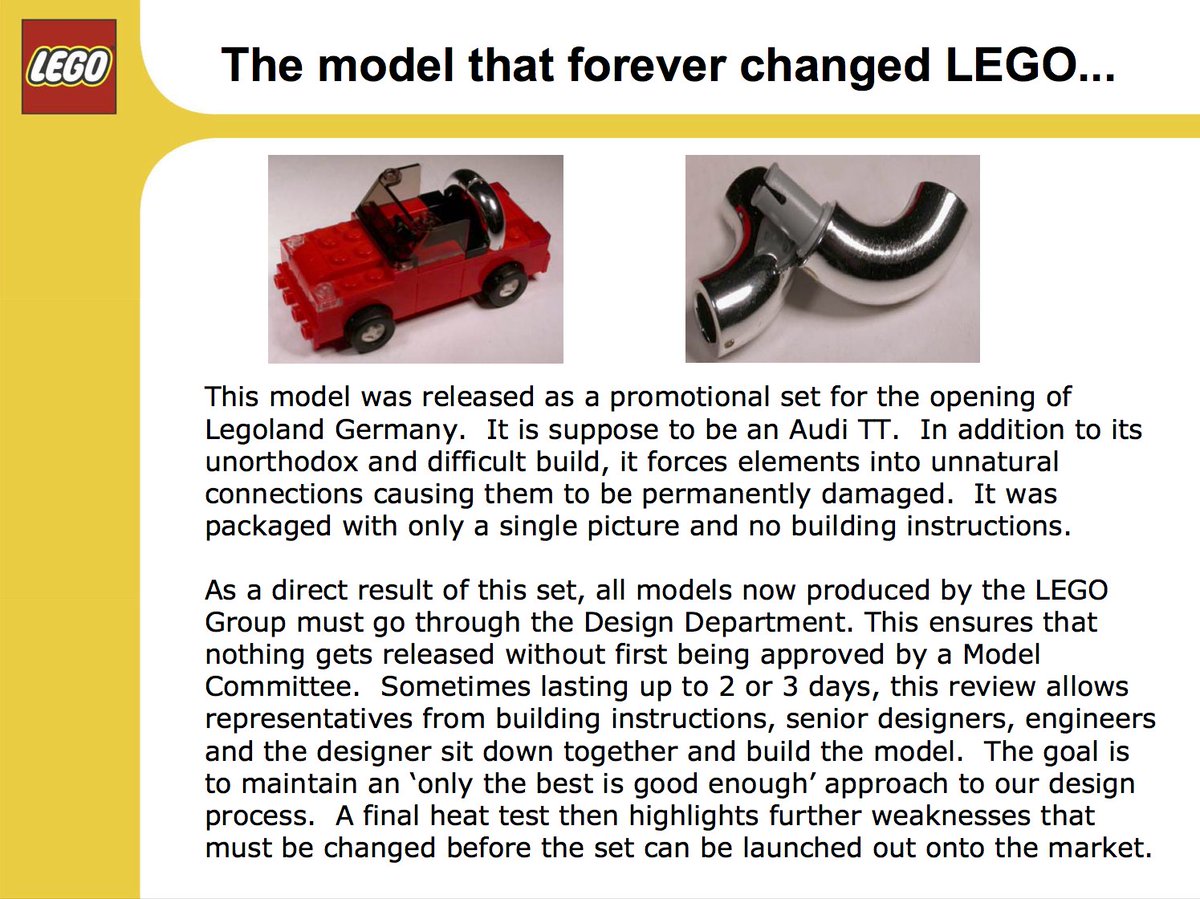 LEGO
The model that forever changed LEGO...
This model was released as a promotional set for the opening of
Legoland Germany.  It is suppose to be an Audi TT.  In addition to its
unorthodox and difficult build, it forces elements into unnatural
connections causing them to be permanently damaged.  It was
packaged with only a single picture and no building instructions.
As a direct result of this set, all models now produced by the LEGO
Group must go through the Design Department. This ensures that
nothing gets released without first being approved by a Model
Committee.  Sometimes lasting up to 2 or 3 days, this review allows
representatives from building instructions, senior designers, engineers
and the designer sit down together and build the model.  The goal is
to maintain an ‘only the best is good enough’ approach to our design
process.  A final heat test then highlights further weaknesses that
must be changed before the set can be launched out onto the market.